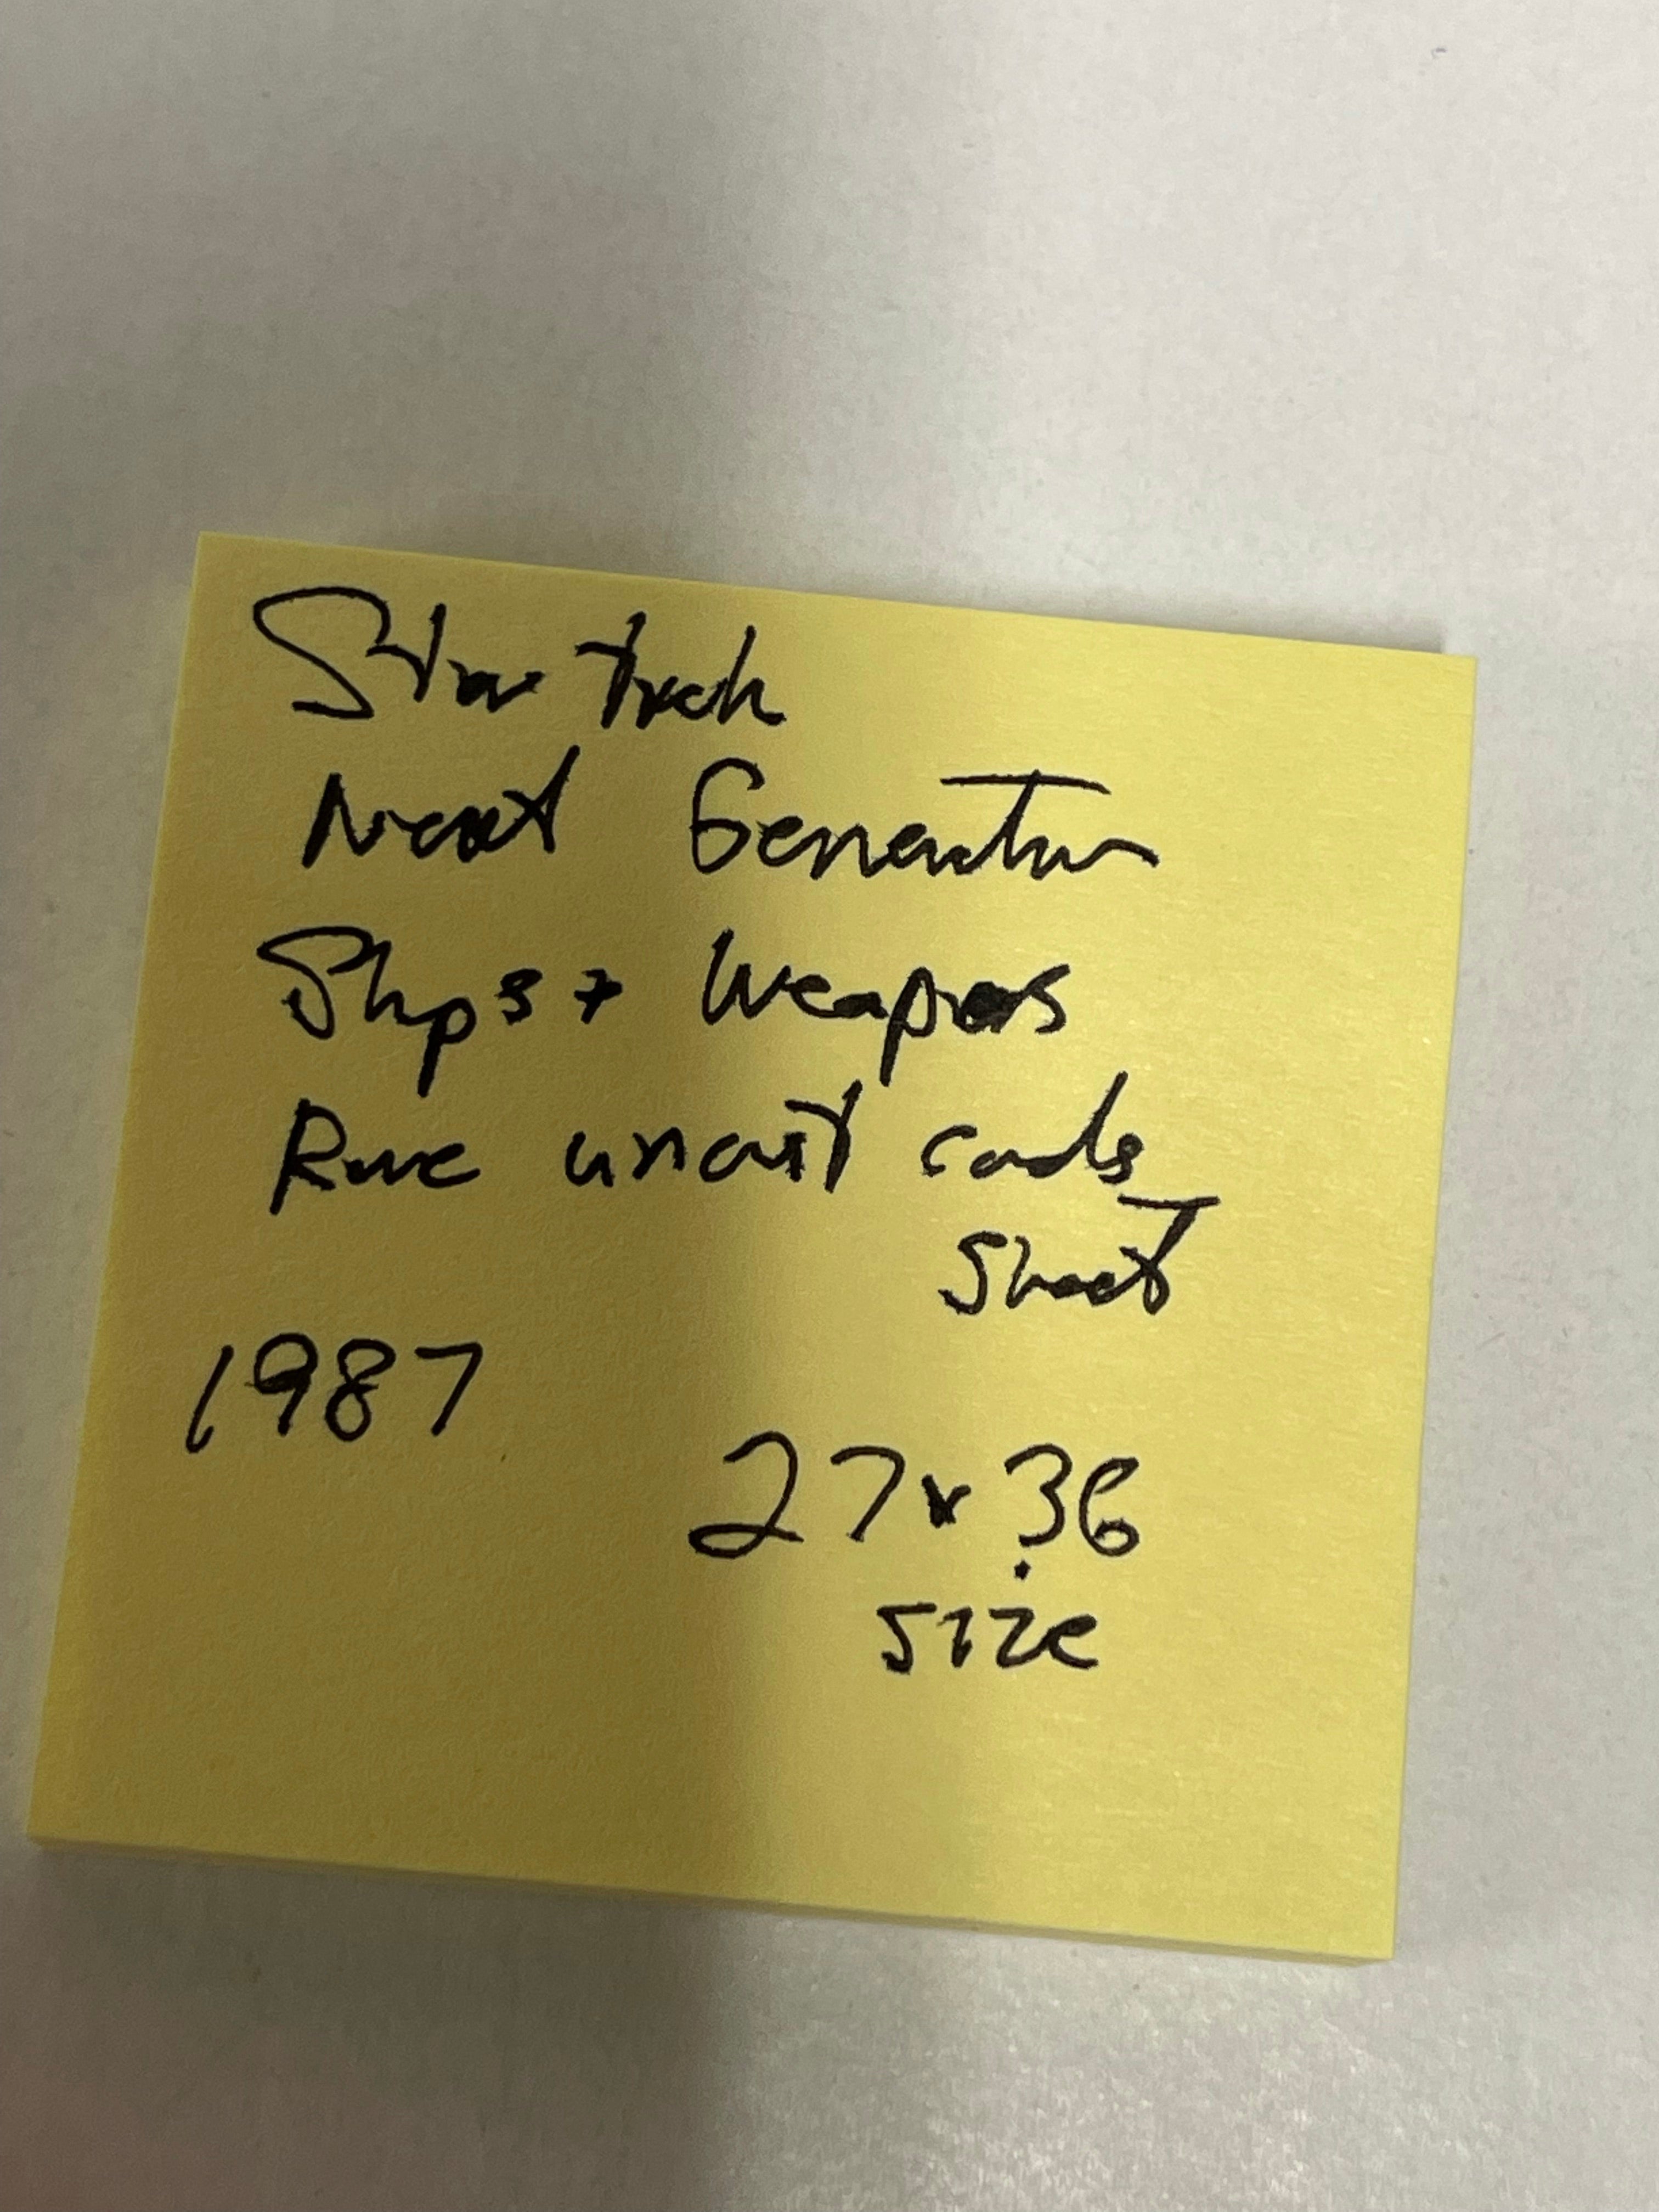 Star Trek
Next Generation
Ships + Weapons
Rare uncut cards
Sheet
1987
27x36
size